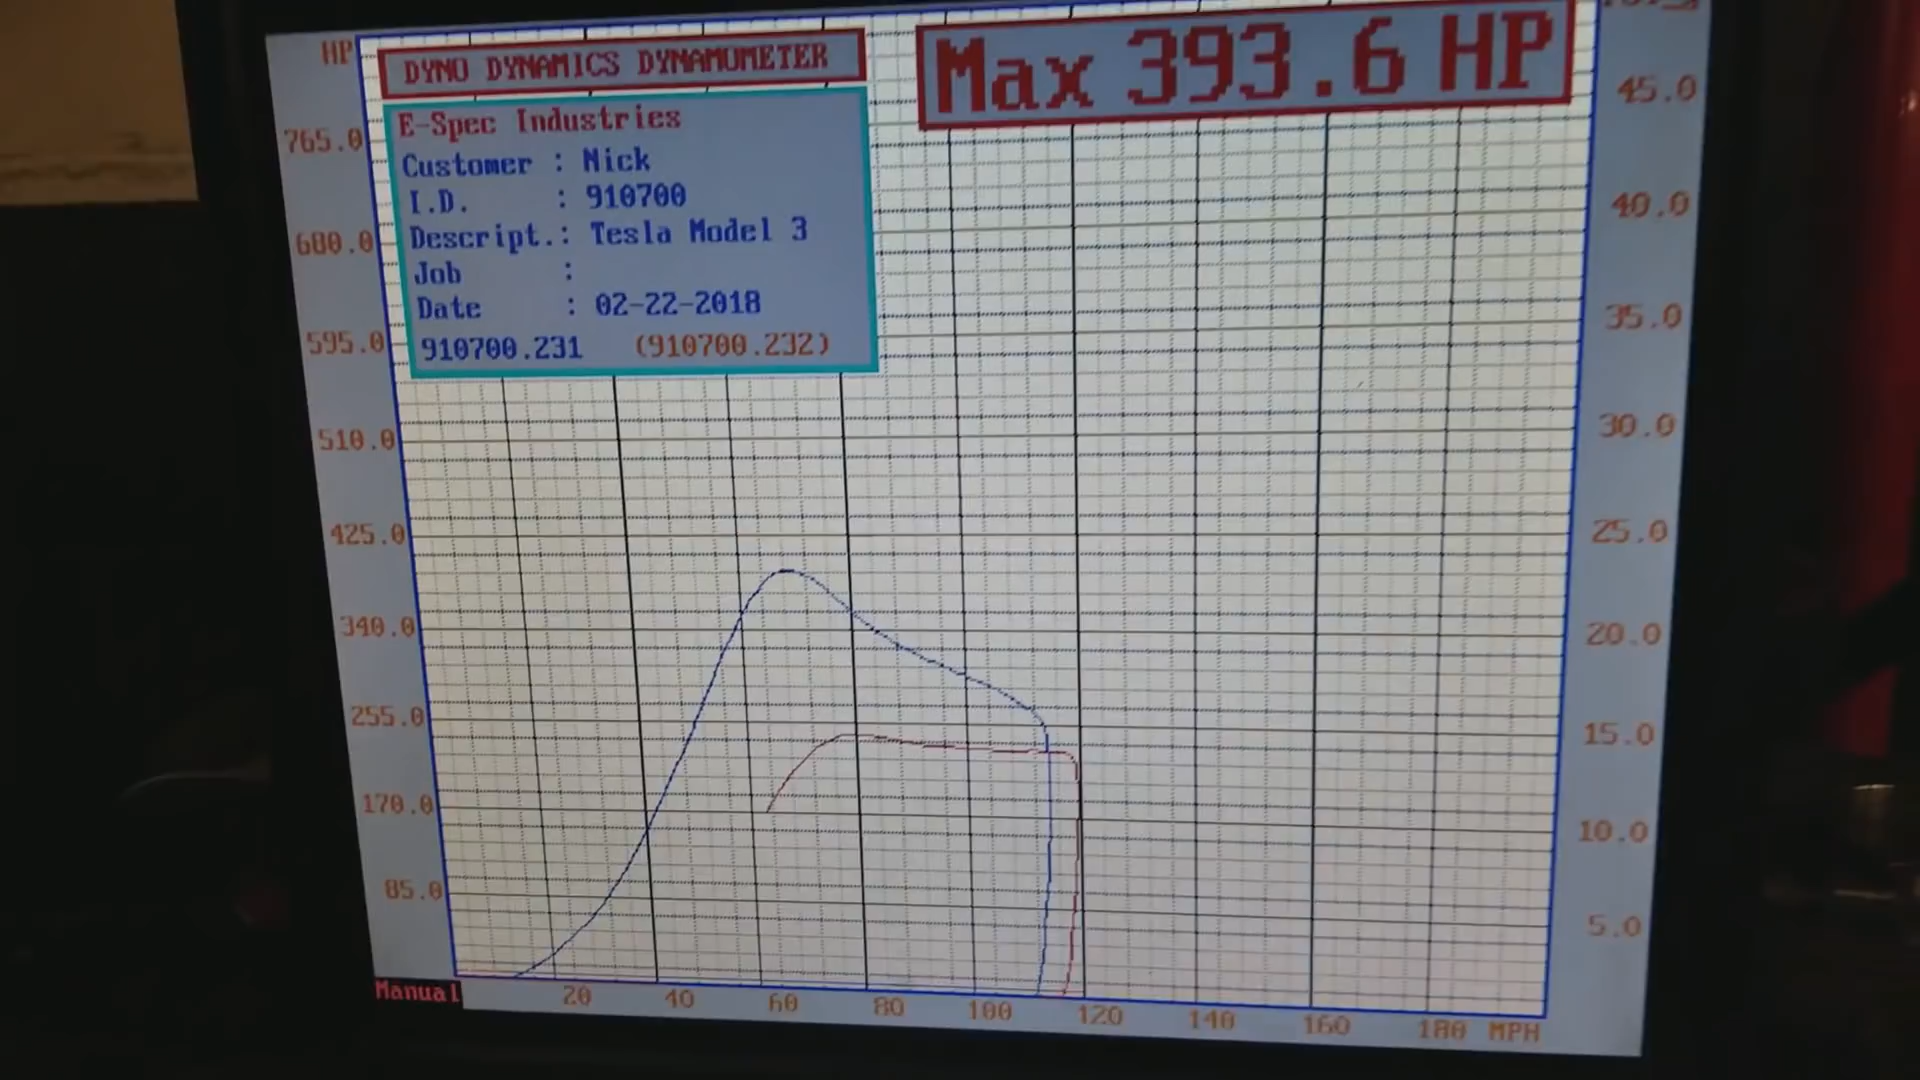 HP
DYNO DYNAMICS DYNAMOMETER
Max 393.6 HP
E-Spec Industries
Customer : Nick
I.D. : 910700
Descript.: Tesla Model 3
Job :
Date : 02-22-2018
910700.231 (910700.232)
765.0
680.0
595.0
510.0
425.0
340.0
255.0
170.0
85.0
45.0
40.0
35.0
30.0
25.0
20.0
15.0
10.0
5.0
Manual
20 40 60 80 100 120 140 160 180 MPH